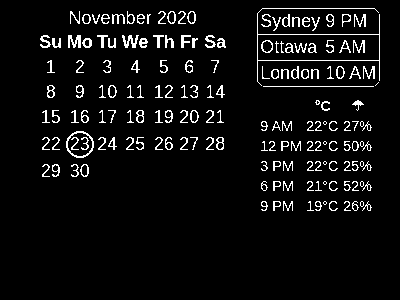 November 2020
Su Mo Tu We Th Fr Sa
1 2 3 4 5 6 7
8 9 10 11 12 13 14
15 16 17 18 19 20 21
22 23 24 25 26 27 28
29 30
Sydney 9 PM
Ottawa 5 AM
London 10 AM
°C ☂
9 AM 22°C 27%
12 PM 22°C 50%
3 PM 22°C 25%
6 PM 21°C 52%
9 PM 19°C 26%